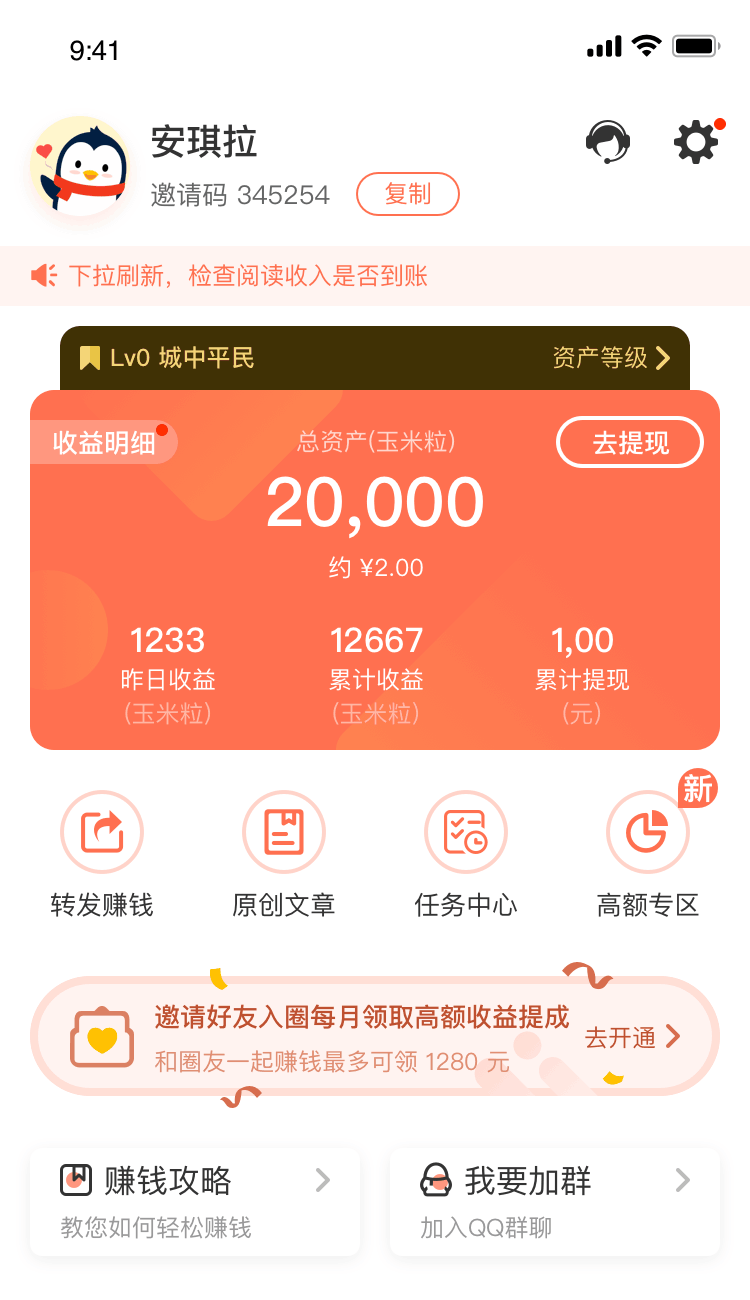 9:41
安琪拉
邀请码 345254
复制
下拉刷新,检查阅读收入是否到账
Lv0 城中平民
资产等级
收益明细
总资产(玉米粒)
去提现
20,000
约 ¥2.00
1233
12667
1,00
昨日收益
累计收益
累计提现
(玉米粒)
(玉米粒)
(元)
新
转发赚钱
原创文章
任务中心
高额专区
邀请好友入圈每月领取高额收益提成
和圈友一起赚钱最多可领 1280 元
去开通
赚钱攻略
教您如何轻松赚钱
我要加群
加入QQ群聊